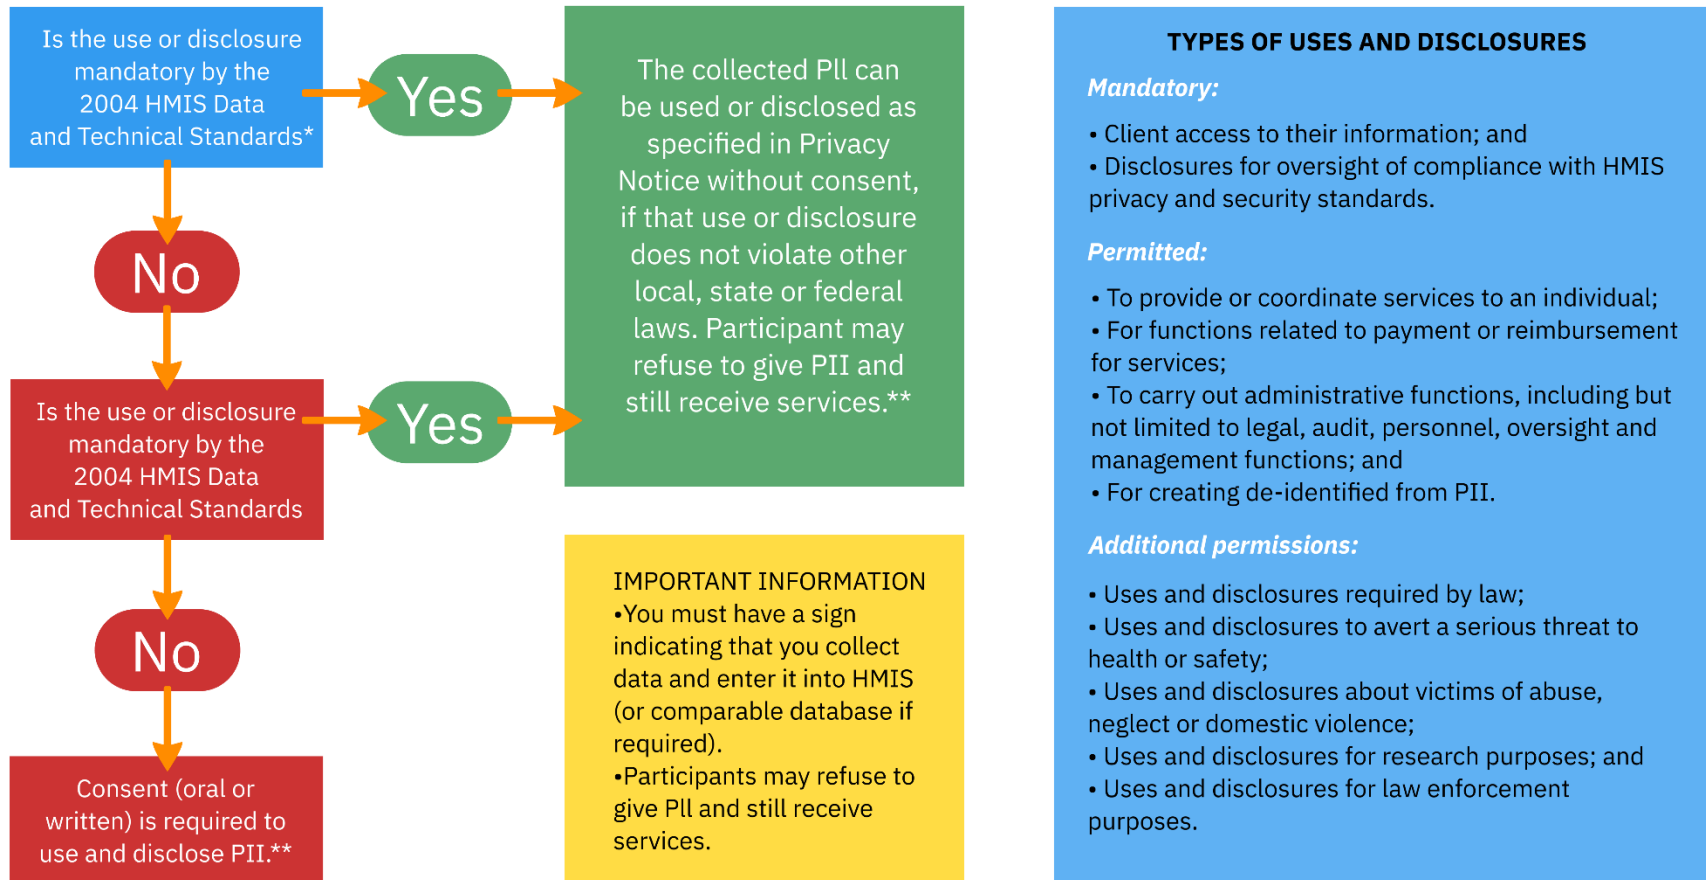 Is the use or disclosure
mandatory by the
2004 HMIS Data
and Technical Standards*
Yes
The collected Pll can
be used or disclosed as
specified in Privacy
Notice without consent,
if that use or disclosure
does not violate other
local, state or federal
laws. Participant may
refuse to give PII and
still receive services.**
No
Is the use or disclosure
mandatory by the
2004 HMIS Data
and Technical Standards
Yes
No
Consent (oral or
written) is required to
use and disclose PII.**
IMPORTANT INFORMATION
•You must have a sign
indicating that you collect
data and enter it into HMIS
(or comparable database if
required).
•Participants may refuse to
give Pll and still receive
services.
TYPES OF USES AND DISCLOSURES
Mandatory:
• Client access to their information; and
• Disclosures for oversight of compliance with HMIS
privacy and security standards.
Permitted:
• To provide or coordinate services to an individual;
• For functions related to payment or reimbursement
for services;
• To carry out administrative functions, including but
not limited to legal, audit, personnel, oversight and
management functions; and
• For creating de-identified from PII.
Additional permissions:
• Uses and disclosures required by law;
• Uses and disclosures to avert a serious threat to
health or safety;
• Uses and disclosures about victims of abuse,
neglect or domestic violence;
• Uses and disclosures for research purposes; and
• Uses and disclosures for law enforcement
purposes.